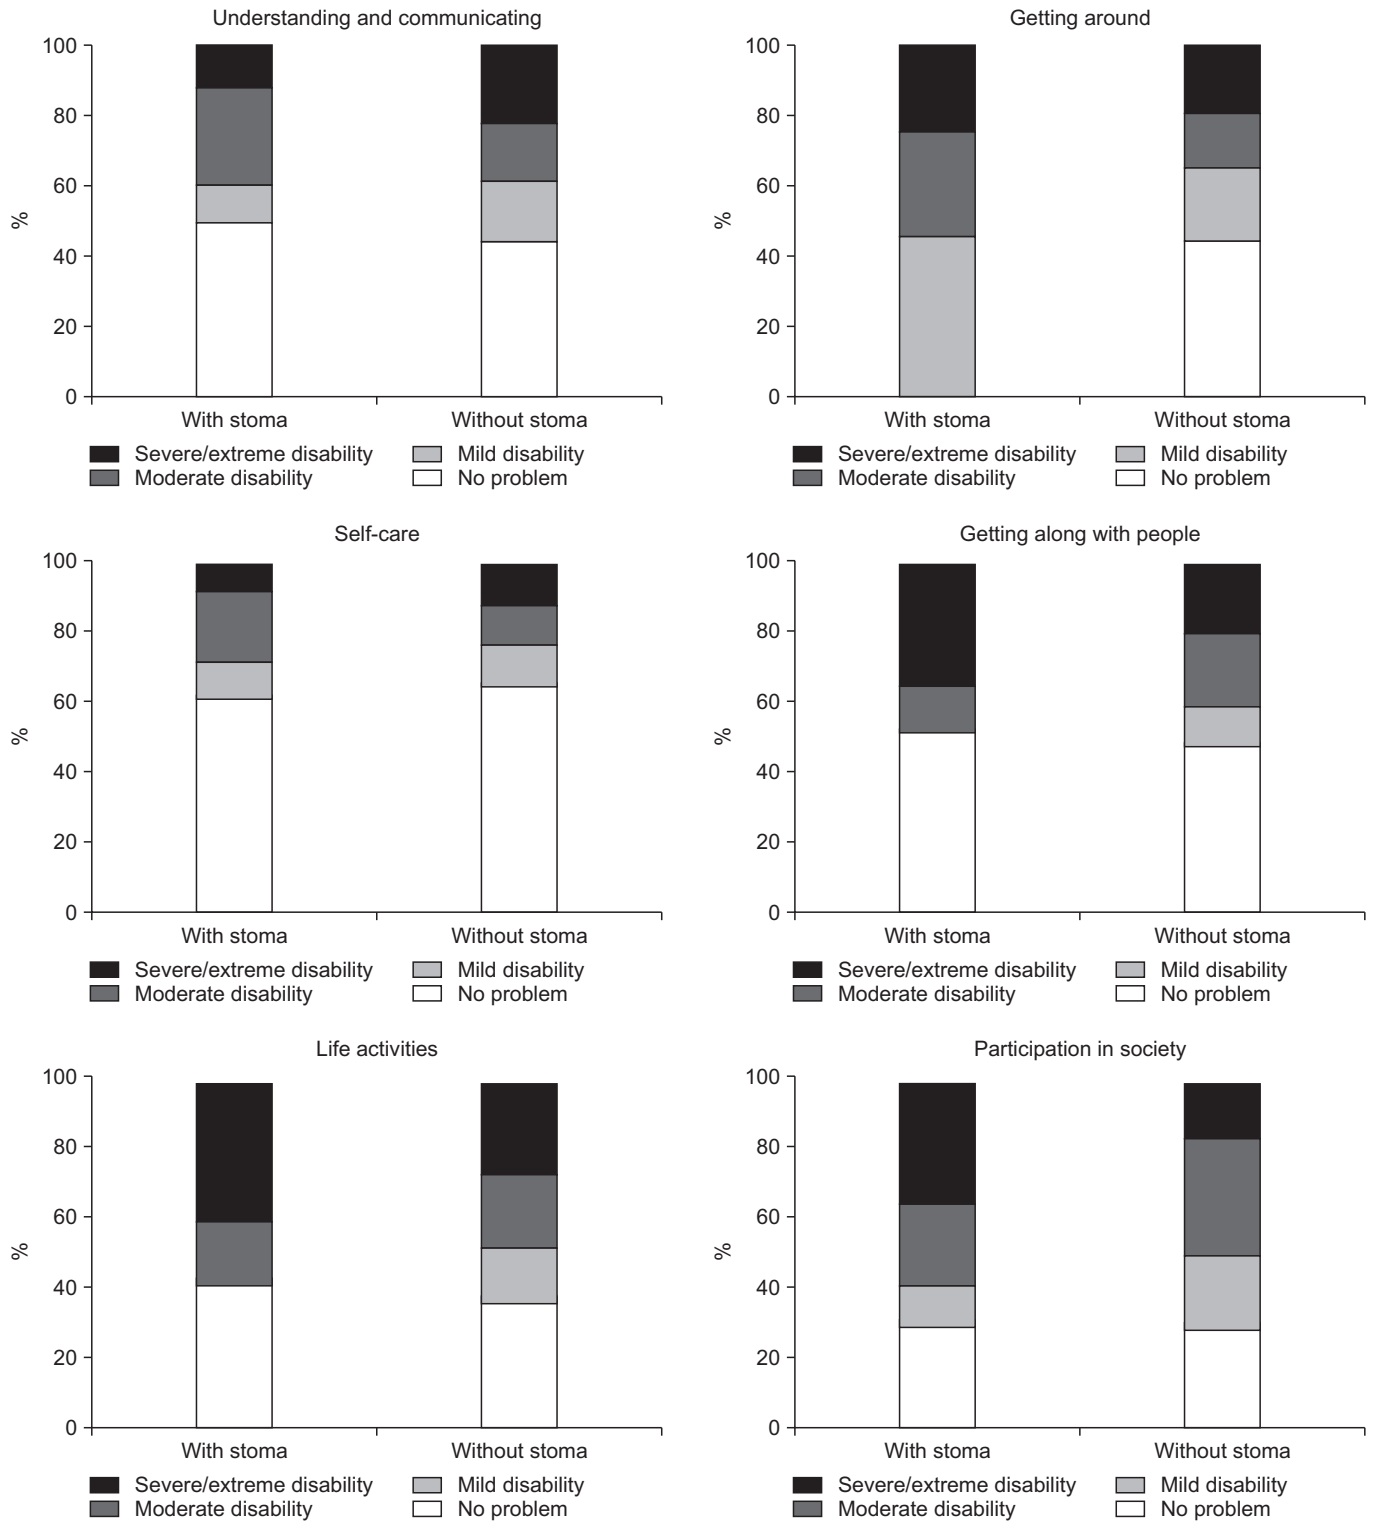 Understanding and communicating
100
80
60
40
20
0
%
With stoma
Without stoma
Severe/extreme disability
Mild disability
Moderate disability
No problem
Getting around
100
80
60
40
20
0
%
With stoma
Without stoma
Severe/extreme disability
Mild disability
Moderate disability
No problem
Self-care
100
80
60
40
20
0
%
With stoma
Without stoma
Severe/extreme disability
Mild disability
Moderate disability
No problem
Getting along with people
100
80
60
40
20
0
%
With stoma
Without stoma
Severe/extreme disability
Mild disability
Moderate disability
No problem
Life activities
100
80
60
40
20
0
%
With stoma
Without stoma
Severe/extreme disability
Mild disability
Moderate disability
No problem
Participation in society
100
80
60
40
20
0
%
With stoma
Without stoma
Severe/extreme disability
Mild disability
Moderate disability
No problem